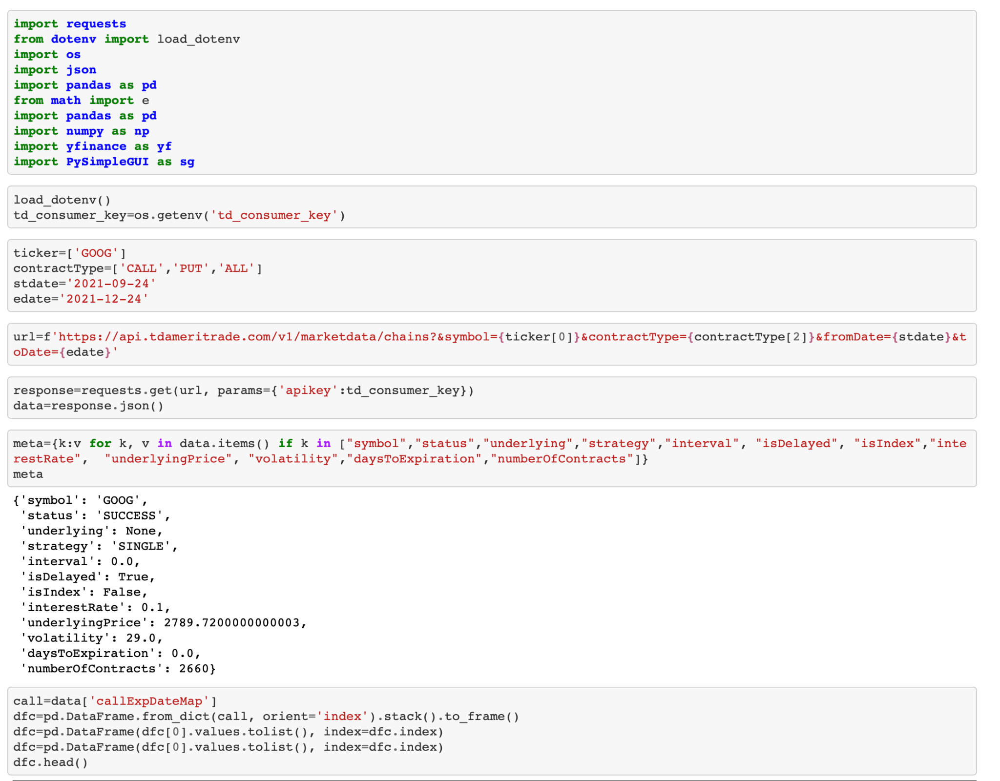 import requests
from dotenv import load_dotenv
import os
import json
import pandas as pd
from math import e
import pandas as pd
import numpy as np
import yfinance as yf
import PySimpleGUI as sg
load_dotenv()
td_consumer_key=os.getenv('td_consumer_key')
ticker=['GOOG']
contractType=['CALL','PUT','ALL']
stdate='2021-09-24'
edate='2021-12-24'
url=f'https://api.tdameritrade.com/v1/marketdata/chains?&symbol={ticker[0]}&contractType={contractType[2]}&fromDate={stdate}&t
oDate={edate}'
response=requests.get(url, params={'apikey':td_consumer_key})
data=response.json()
meta={k:v for k, v in data.items() if k in ["symbol","status","underlying","strategy","interval", "isDelayed", "isIndex","inte
restRate",  "underlyingPrice", "volatility","daysToExpiration","numberOfContracts"]}
meta
{'symbol': 'GOOG',
 'status': 'SUCCESS',
 'underlying': None,
 'strategy': 'SINGLE',
 'interval': 0.0,
 'isDelayed': True,
 'isIndex': False,
 'interestRate': 0.1,
 'underlyingPrice': 2789.7200000000003,
 'volatility': 29.0,
 'daysToExpiration': 0.0,
 'numberOfContracts': 2660}
call=data['callExpDateMap']
dfc=pd.DataFrame.from_dict(call, orient='index').stack().to_frame()
dfc=pd.DataFrame(dfc[0].values.tolist(), index=dfc.index)
dfc=pd.DataFrame(dfc[0].values.tolist(), index=dfc.index)
dfc.head()